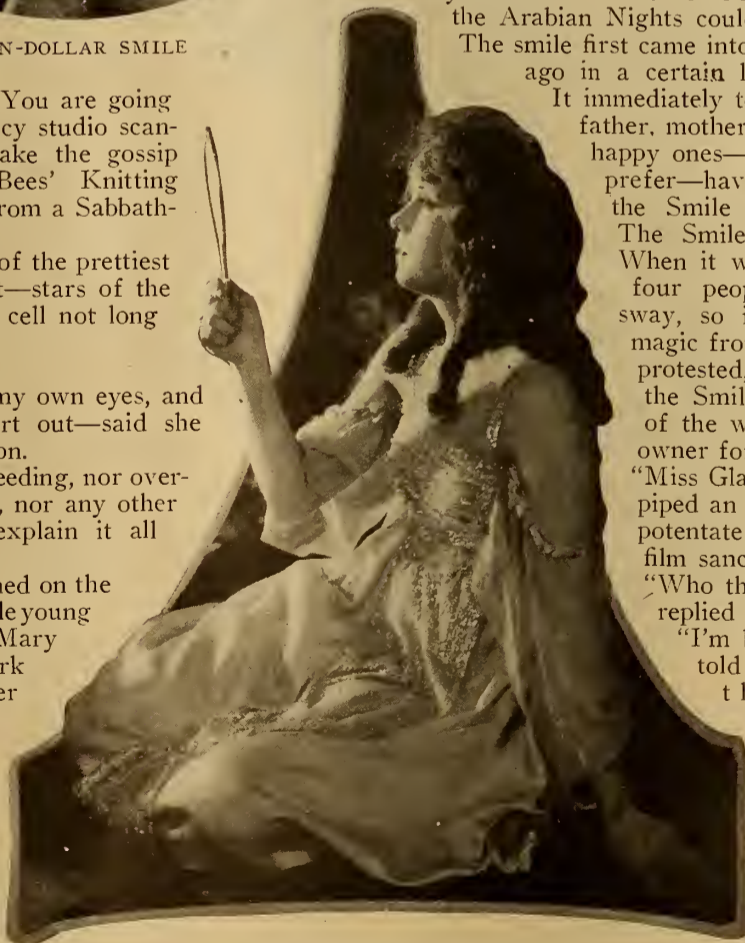 N-DOLLAR SMILE
You are going
cy studio scan-
ake the gossip
Bees' Knitting
rom a Sabbath-
of the prettiest
t—stars of the
cell not long
ny own eyes, and
rt out—said she
on.
eeding, nor over-
, nor any other
explain it all
ned on the
le young
Mary
rk
er
the Arabian Nights coul
The smile first came into
ago in a certain l
It immediately t
father, mother
happy ones—
prefer—hav
the Smile
The Smile
When it w
four peop
sway, so i
magic fro
protested,
the Smil
of the w
owner fo
"Miss Gla
piped an
potentate
film sanc
"Who th
replied
"I'm
told
t